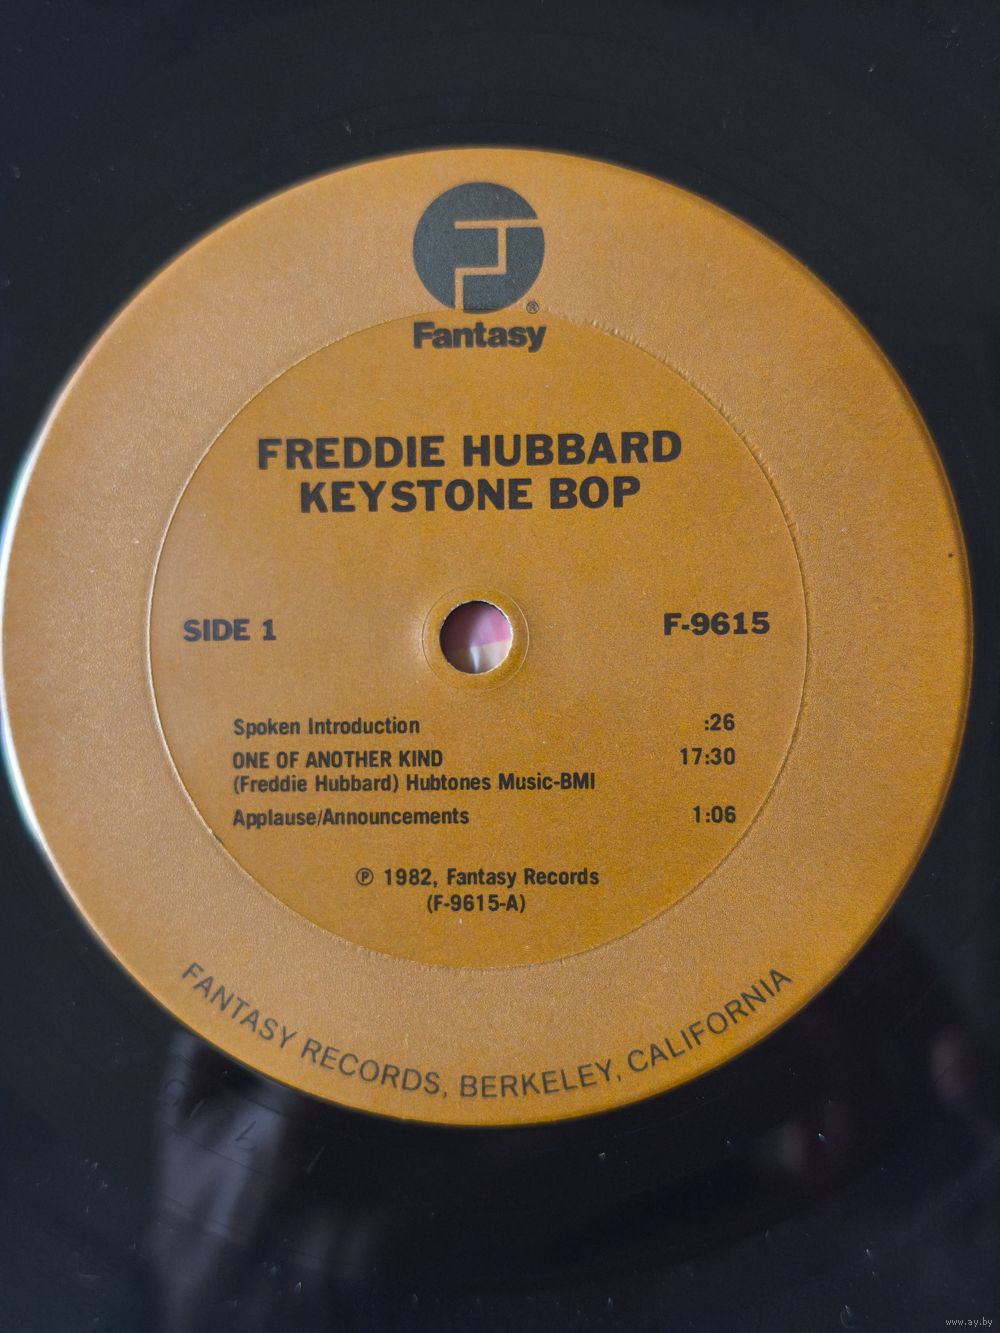 ®
Fantasy
FREDDIE HUBBARD
KEYSTONE BOP
SIDE 1 F-9615
Spoken Introduction :26
ONE OF ANOTHER KIND 17:30
(Freddie Hubbard) Hubtones Music-BMI
Applause/Announcements 1:06
℗ 1982, Fantasy Records
(F-9615-A)
FANTASY RECORDS, BERKELEY, CALIFORNIA
www.ay.by